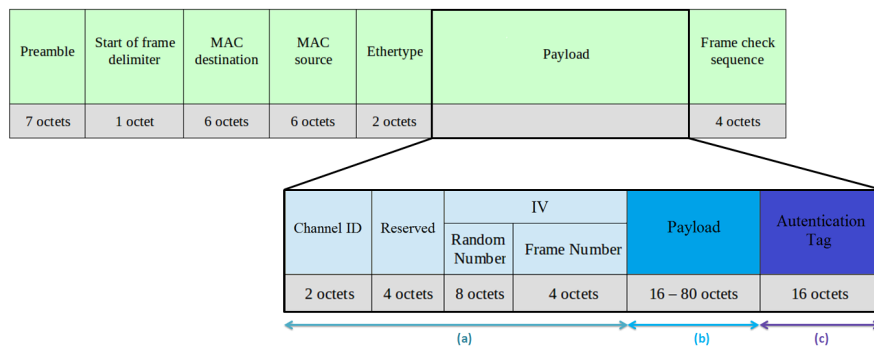 Preamble
Start of frame
delimiter
MAC
destination
MAC
source
Ethertype
Payload
Frame check
sequence
7 octets
1 octet
6 octets
6 octets
2 octets
4 octets
Channel ID
Reserved
IV
Random
Number
Frame Number
Payload
Autentication
Tag
2 octets
4 octets
8 octets
4 octets
16 – 80 octets
16 octets
(a)
(b)
(c)